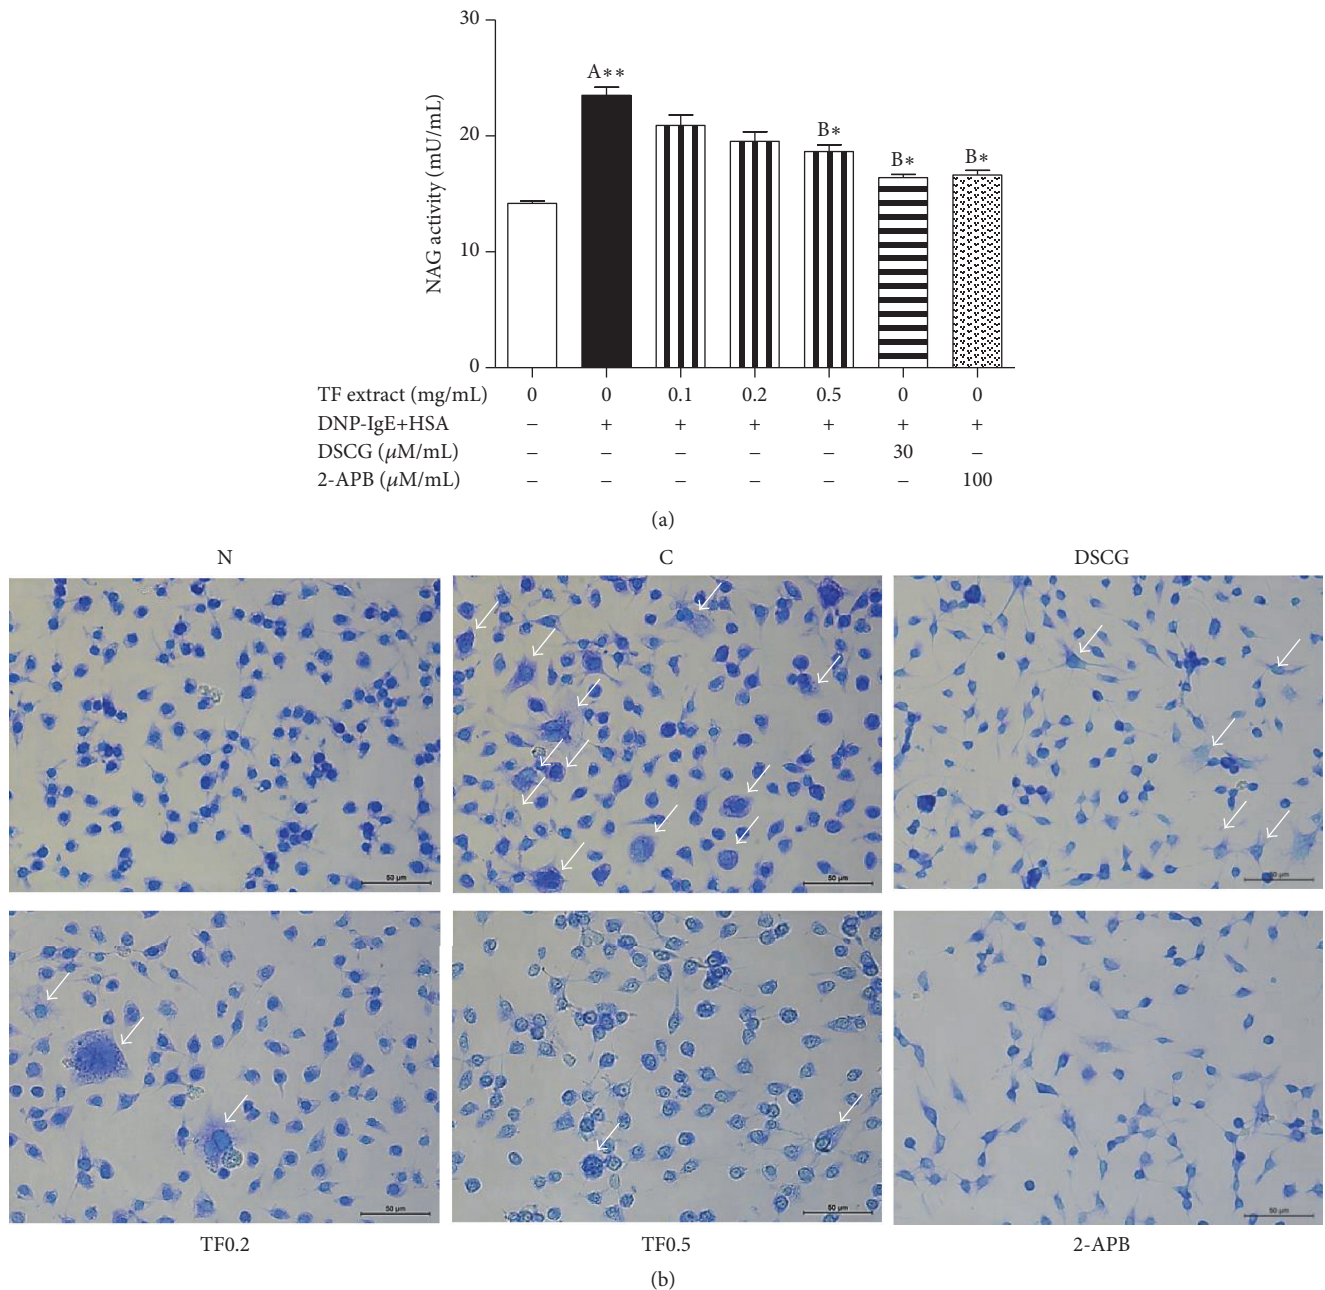 30
A**
20
B*
B*
B*
10
0
NAG activity (mU/mL)
TF extract (mg/mL) 0 0 0.1 0.2 0.5 0 0
DNP-IgE+HSA − + + + + + +
DSCG (μM/mL) − − − − − 30 −
2-APB (μM/mL) − − − − − − 100
(a)
N C DSCG
50 μm 50 μm 50 μm
50 μm 50 μm 50 μm
TF0.2 TF0.5 2-APB
(b)